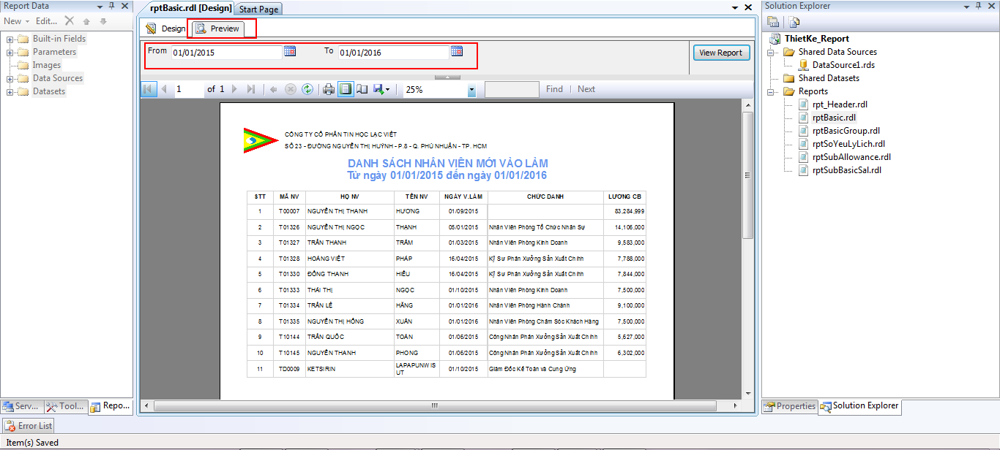 Report Data
New Edit...
Built-in Fields
Parameters
Images
Data Sources
Datasets
Serv... Tool... Repo...
Error List
Item(s) Saved
rptBasic.rdl [Design] Start Page
Design Preview
From 01/01/2015 To 01/01/2016 View Report
1 of 1 25% Find Next
CÔNG TY CỔ PHẦN TIN HỌC LẠC VIỆT
SỐ 23 - ĐƯỜNG NGUYỄN THỊ HUỲNH - P.8 - Q. PHÚ NHUẬN - TP. HCM
DANH SÁCH NHÂN VIÊN MỚI VÀO LÀM
Từ ngày 01/01/2015 đến ngày 01/01/2016
STT MÃ NV HỌ NV TÊN NV NGÀY V.LÀM CHỨC DANH LƯƠNG CB
1 T00007 NGUYỄN THỊ THANH HƯƠNG 01/09/2015 83,284,999
2 T01326 NGUYỄN THỊ NGỌC THẠNH 05/01/2015 Nhân Viên Phòng Tổ Chức Nhân Sự 14,106,000
3 T01327 TRẦN THANH TRÂM 01/03/2015 Nhân Viên Phòng Kinh Doanh 9,583,000
4 T01328 HOÀNG VIỆT PHÁP 16/04/2015 Kỹ Sư Phân Xưởng Sản Xuất Chính 7,788,000
5 T01330 ĐỒNG THANH HIẾU 16/04/2015 Kỹ Sư Phân Xưởng Sản Xuất Chính 7,844,000
6 T01333 THÁI THỊ NGỌC 01/10/2015 Nhân Viên Phòng Kinh Doanh 7,500,000
7 T01334 TRẦN LỆ HẰNG 01/01/2016 Nhân Viên Phòng Hành Chánh 9,100,000
8 T01335 NGUYỄN THỊ HỒNG XUÂN 01/01/2016 Nhân Viên Phòng Chăm Sóc Khách Hàng 7,500,000
9 T10144 TRẦN QUỐC TOÁN 01/06/2015 Công Nhân Phân Xưởng Sản Xuất Chính 5,627,000
10 T10145 NGUYỄN THANH PHONG 01/06/2015 Công Nhân Phân Xưởng Sản Xuất Chính 6,302,000
11 TD0009 KETSIRIN LAPAPUNWIS 01/10/2015 Giám Đốc Kế Toán và Cung Ứng
UT
Solution Explorer
ThietKe_Report
Shared Data Sources
DataSource1.rds
Shared Datasets
Reports
rpt_Header.rdl
rptBasic.rdl
rptBasicGroup.rdl
rptSoYeuLyLich.rdl
rptSubAllowance.rdl
rptSubBasicSal.rdl
Properties Solution Explorer